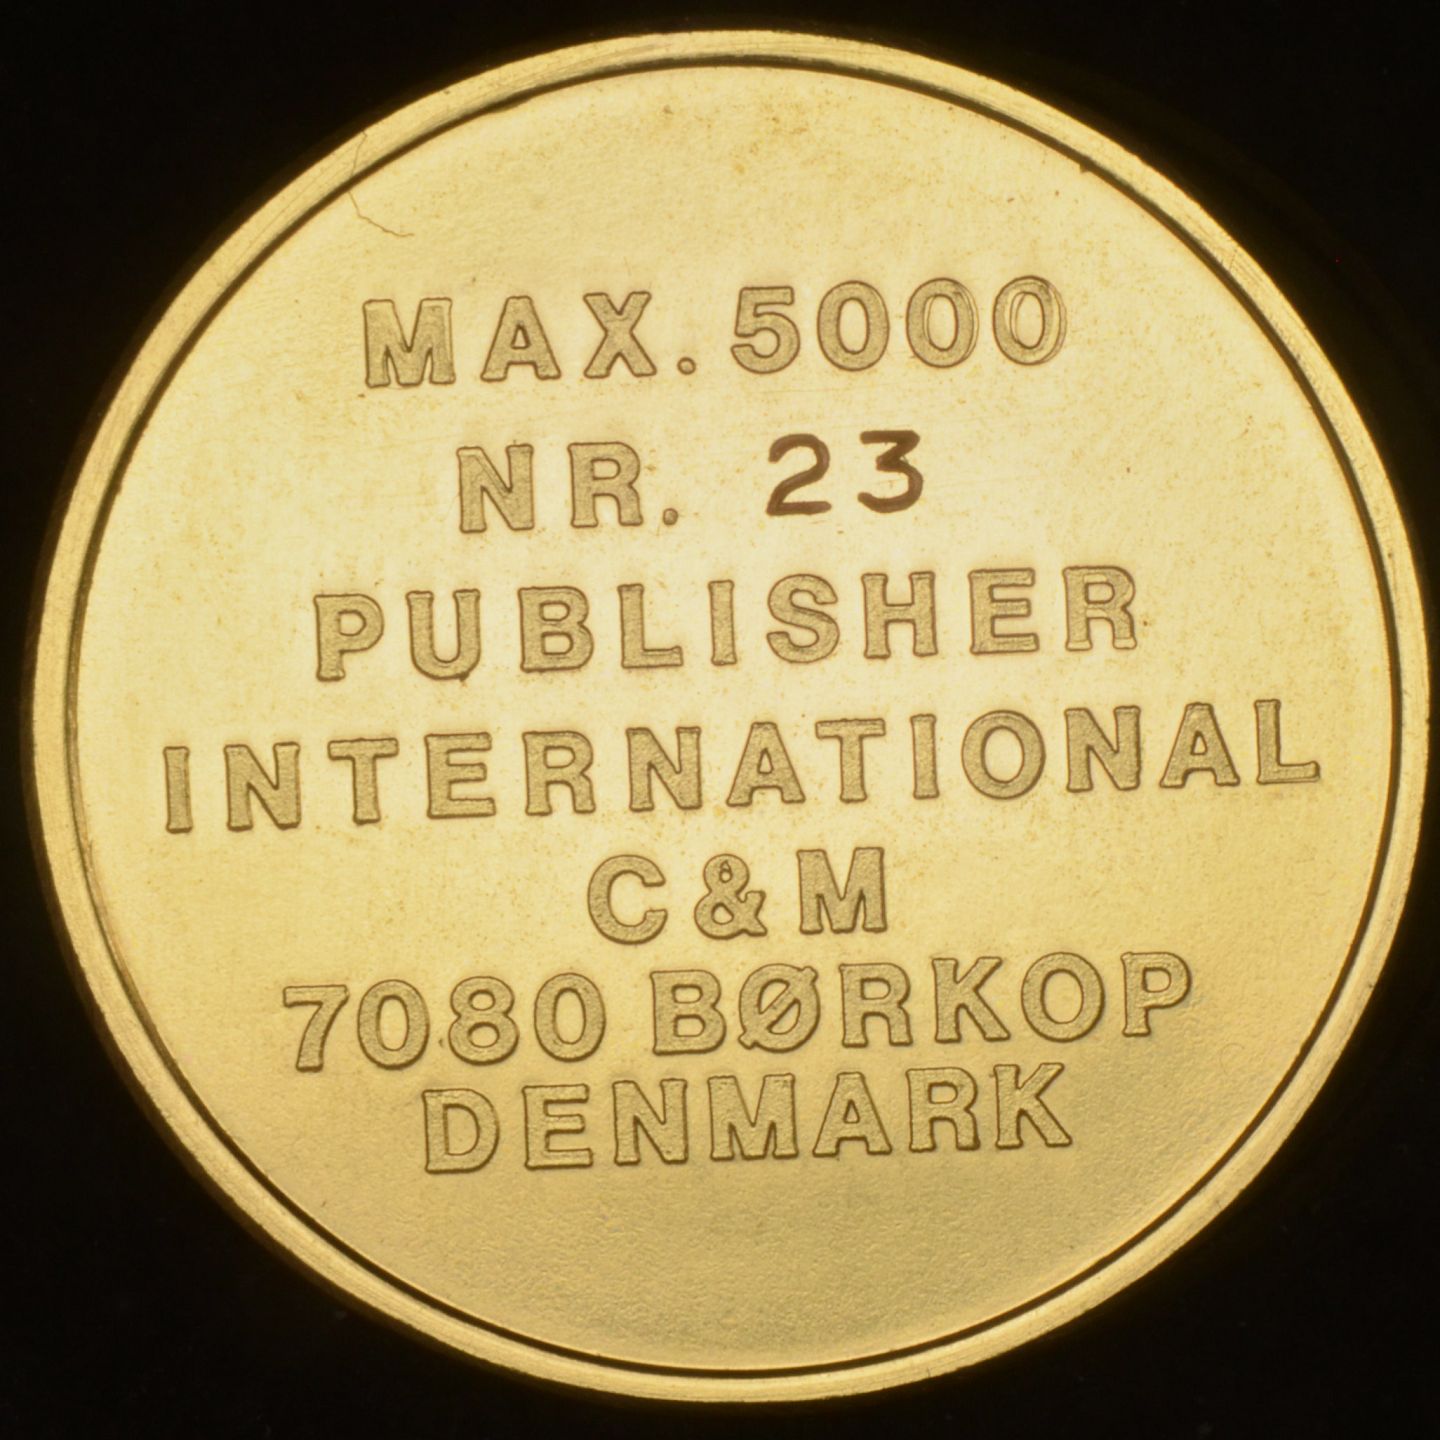 MAX. 5000
NR. 23
PUBLISHER
INTERNATIONAL
C & M
7080 BØRKOP
DENMARK